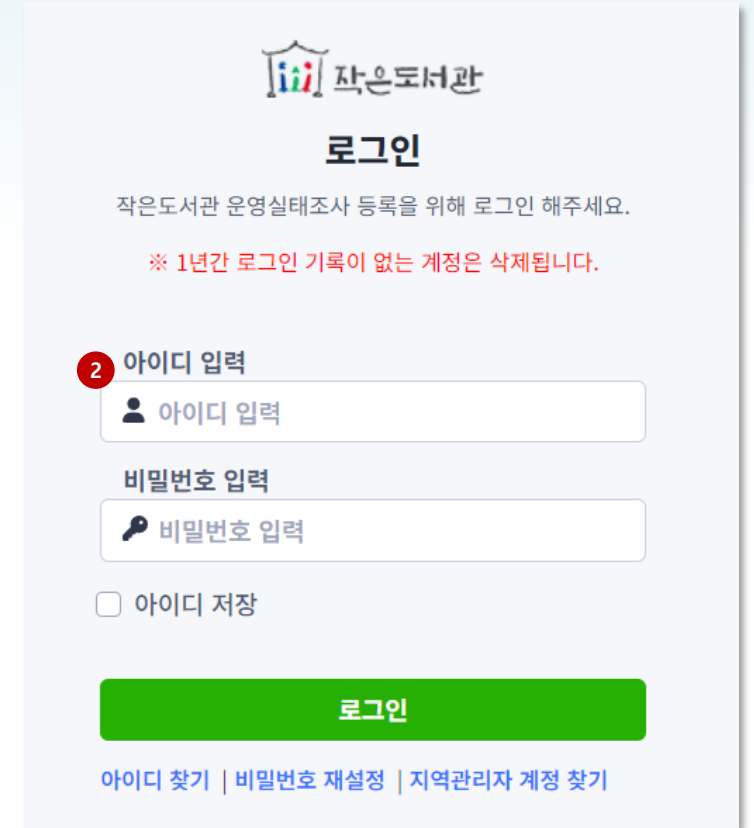 작은도서관
로그인
작은도서관 운영실태조사 등록을 위해 로그인 해주세요.
※ 1년간 로그인 기록이 없는 계정은 삭제됩니다.
2
아이디 입력
아이디 입력
비밀번호 입력
비밀번호 입력
아이디 저장
로그인
아이디 찾기 | 비밀번호 재설정 | 지역관리자 계정 찾기